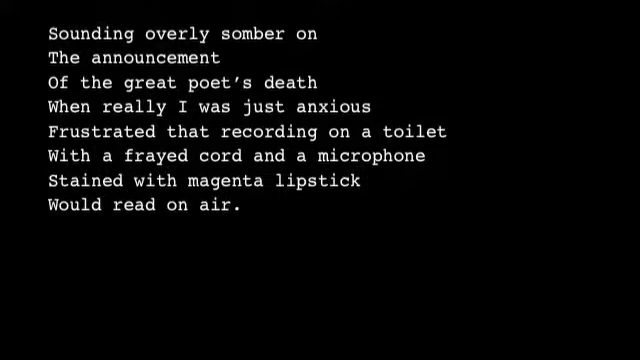 Sounding overly somber on
The announcement
Of the great poet’s death
When really I was just anxious
Frustrated that recording on a toilet
With a frayed cord and a microphone
Stained with magenta lipstick
Would read on air.